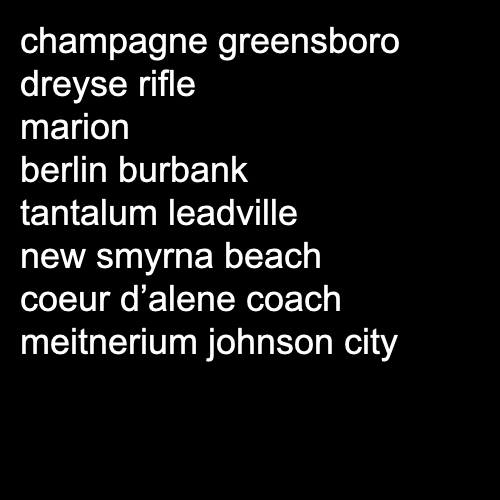 champagne greensboro
dreyse rifle
marion
berlin burbank
tantalum leadville
new smyrna beach
coeur d’alene coach
meitnerium johnson city